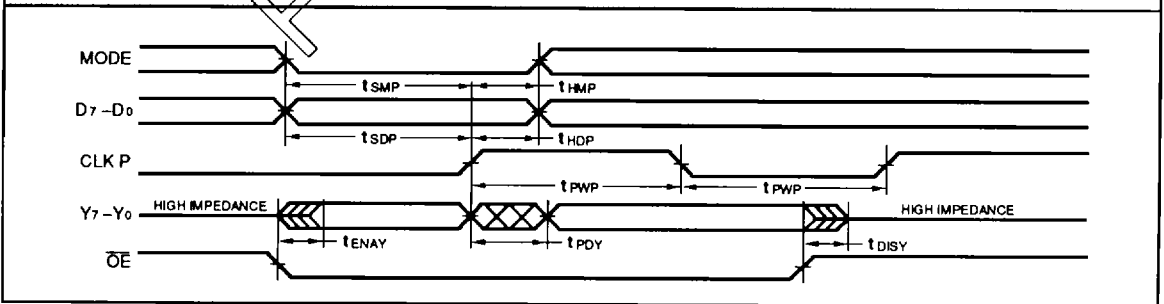 MODE
tSMP tHMP
D7–D0
tSDP tHDP
CLK P
tPWP tPWP
Y7–Y0 HIGH IMPEDANCE HIGH IMPEDANCE
tENAY tPDY tDISY
OE